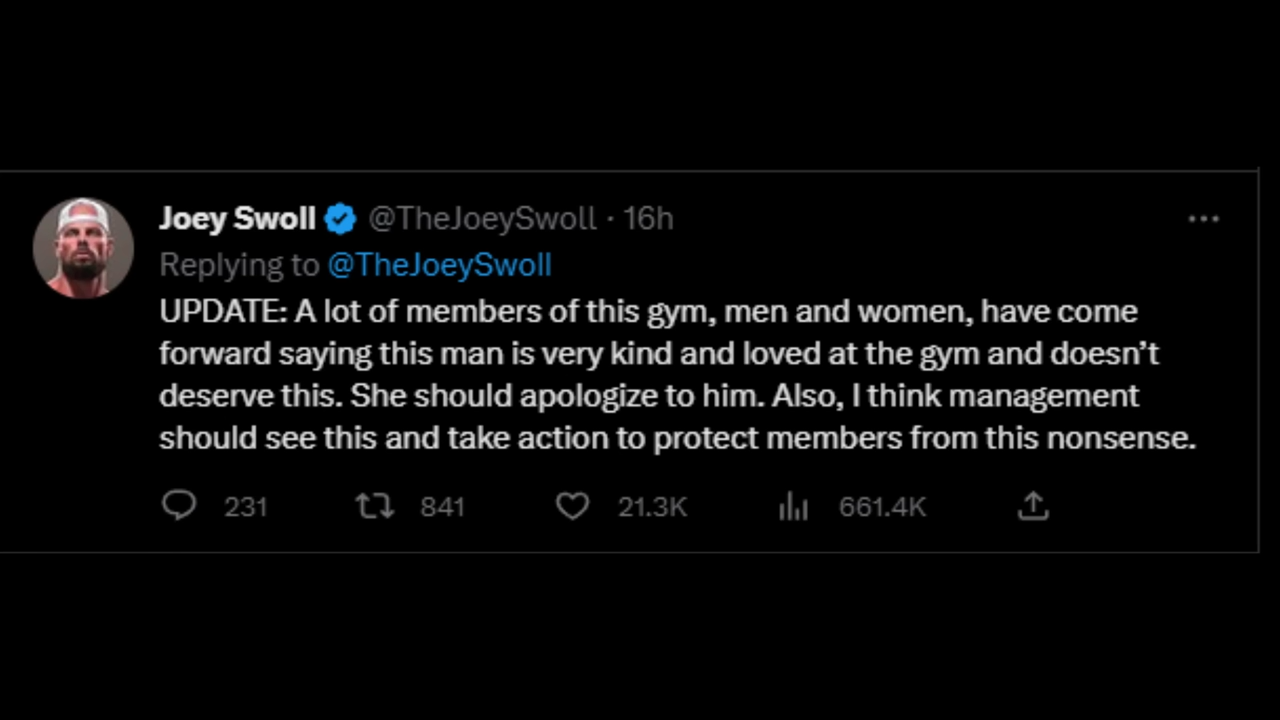 Joey Swoll @TheJoeySwoll · 16h
Replying to @TheJoeySwoll
UPDATE: A lot of members of this gym, men and women, have come
forward saying this man is very kind and loved at the gym and doesn’t
deserve this. She should apologize to him. Also, I think management
should see this and take action to protect members from this nonsense.
231 841 21.3K 661.4K